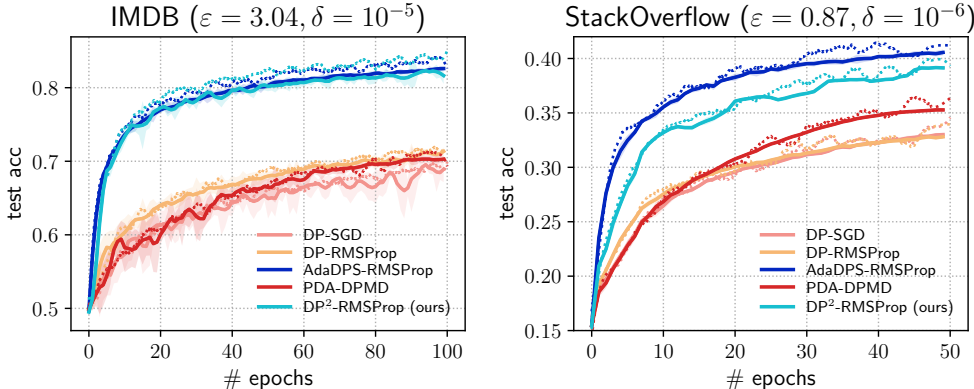 IMDB (ε = 3.04, δ = 10⁻⁵)
test acc
0.8
0.7
0.6
0.5
DP-SGD
DP-RMSProp
AdaDPS-RMSProp
PDA-DPMD
DP²-RMSProp (ours)
0 20 40 60 80 100
# epochs
StackOverflow (ε = 0.87, δ = 10⁻⁶)
test acc
0.40
0.35
0.30
0.25
0.20
0.15
DP-SGD
DP-RMSProp
AdaDPS-RMSProp
PDA-DPMD
DP²-RMSProp (ours)
0 10 20 30 40 50
# epochs